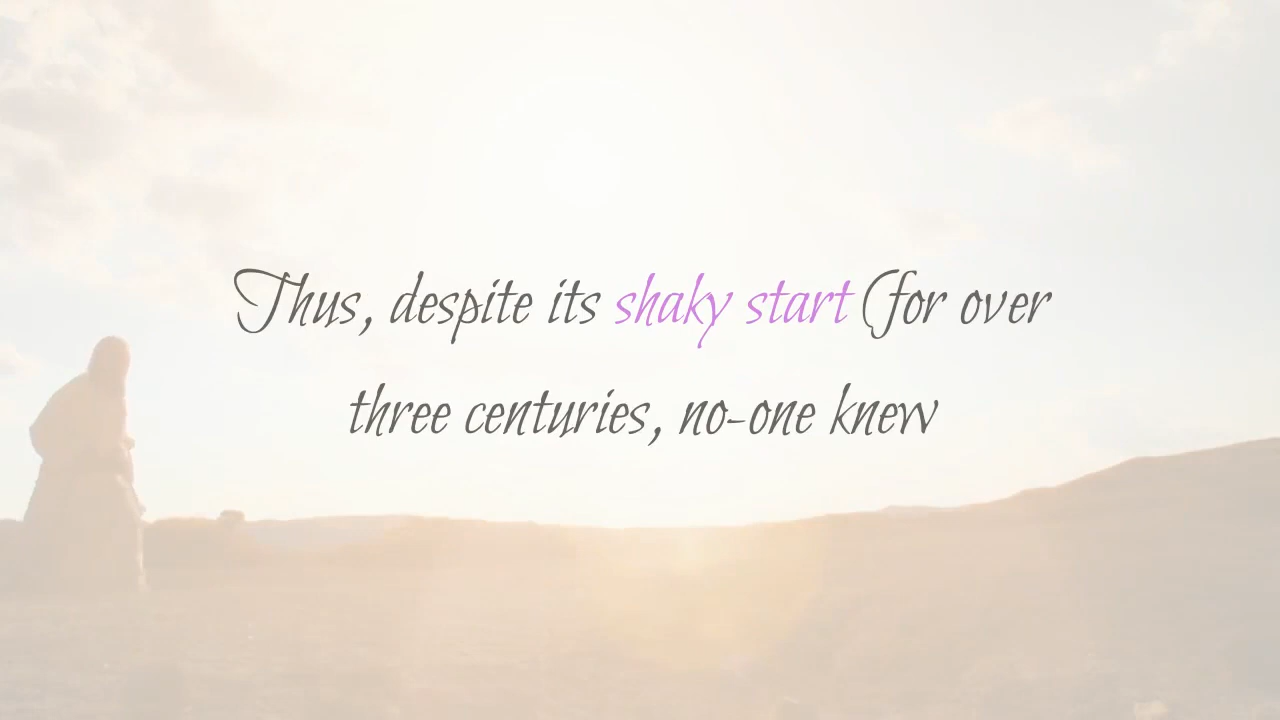 Thus, despite its shaky start (for over
three centuries, no-one knew